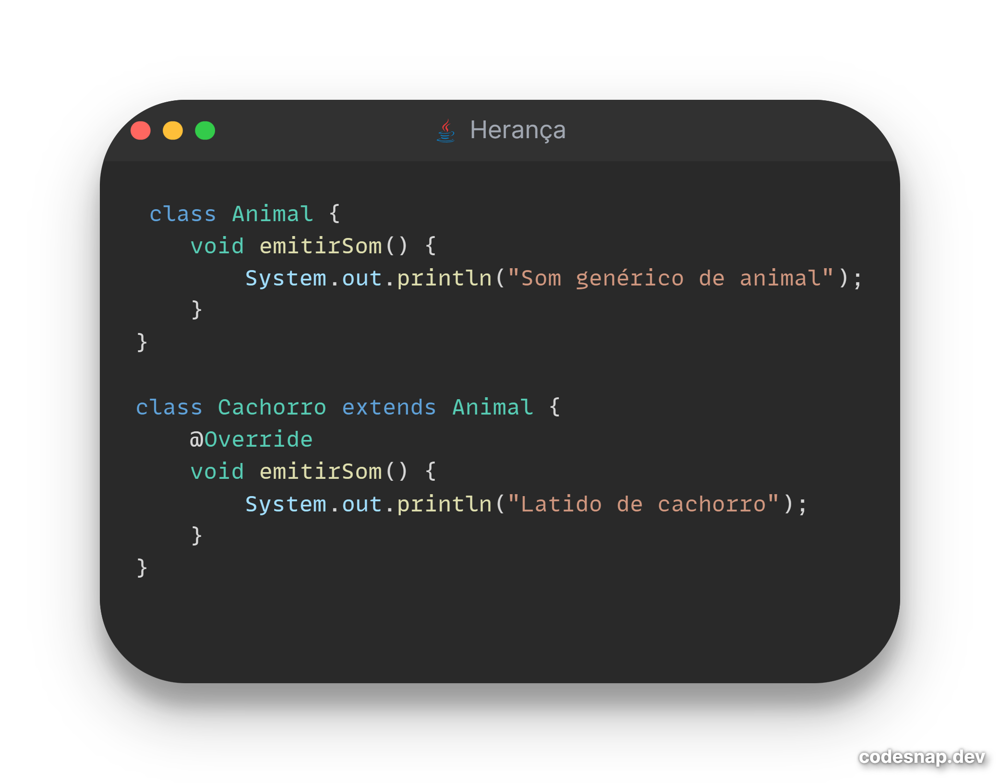 Herança
class Animal {
    void emitirSom() {
        System.out.println("Som genérico de animal");
    }
}
class Cachorro extends Animal {
    @Override
    void emitirSom() {
        System.out.println("Latido de cachorro");
    }
}
codesnap.dev